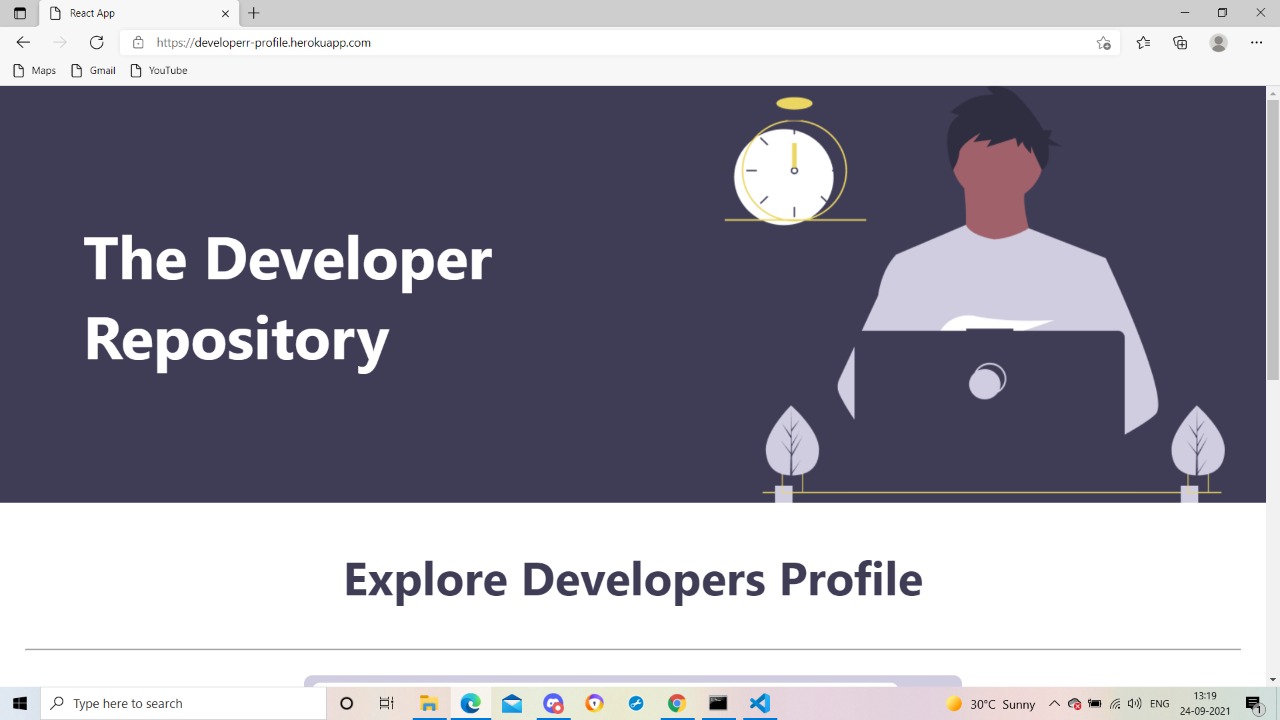 React App
https://developerr-profile.herokuapp.com
Maps
Gmail
YouTube
The Developer
Repository
Explore Developers Profile
Type here to search
30°C Sunny
ENG
13:19
24-09-2021
1